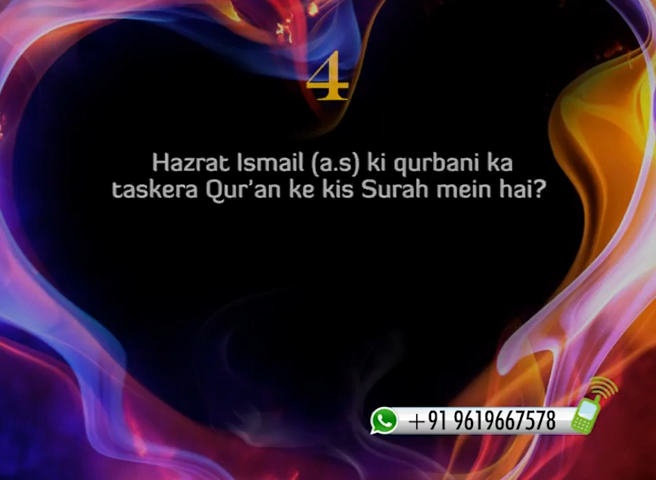 4
Hazrat Ismail (a.s) ki qurbani ka
taskera Qur'an ke kis Surah mein hai?
+91 9619667578